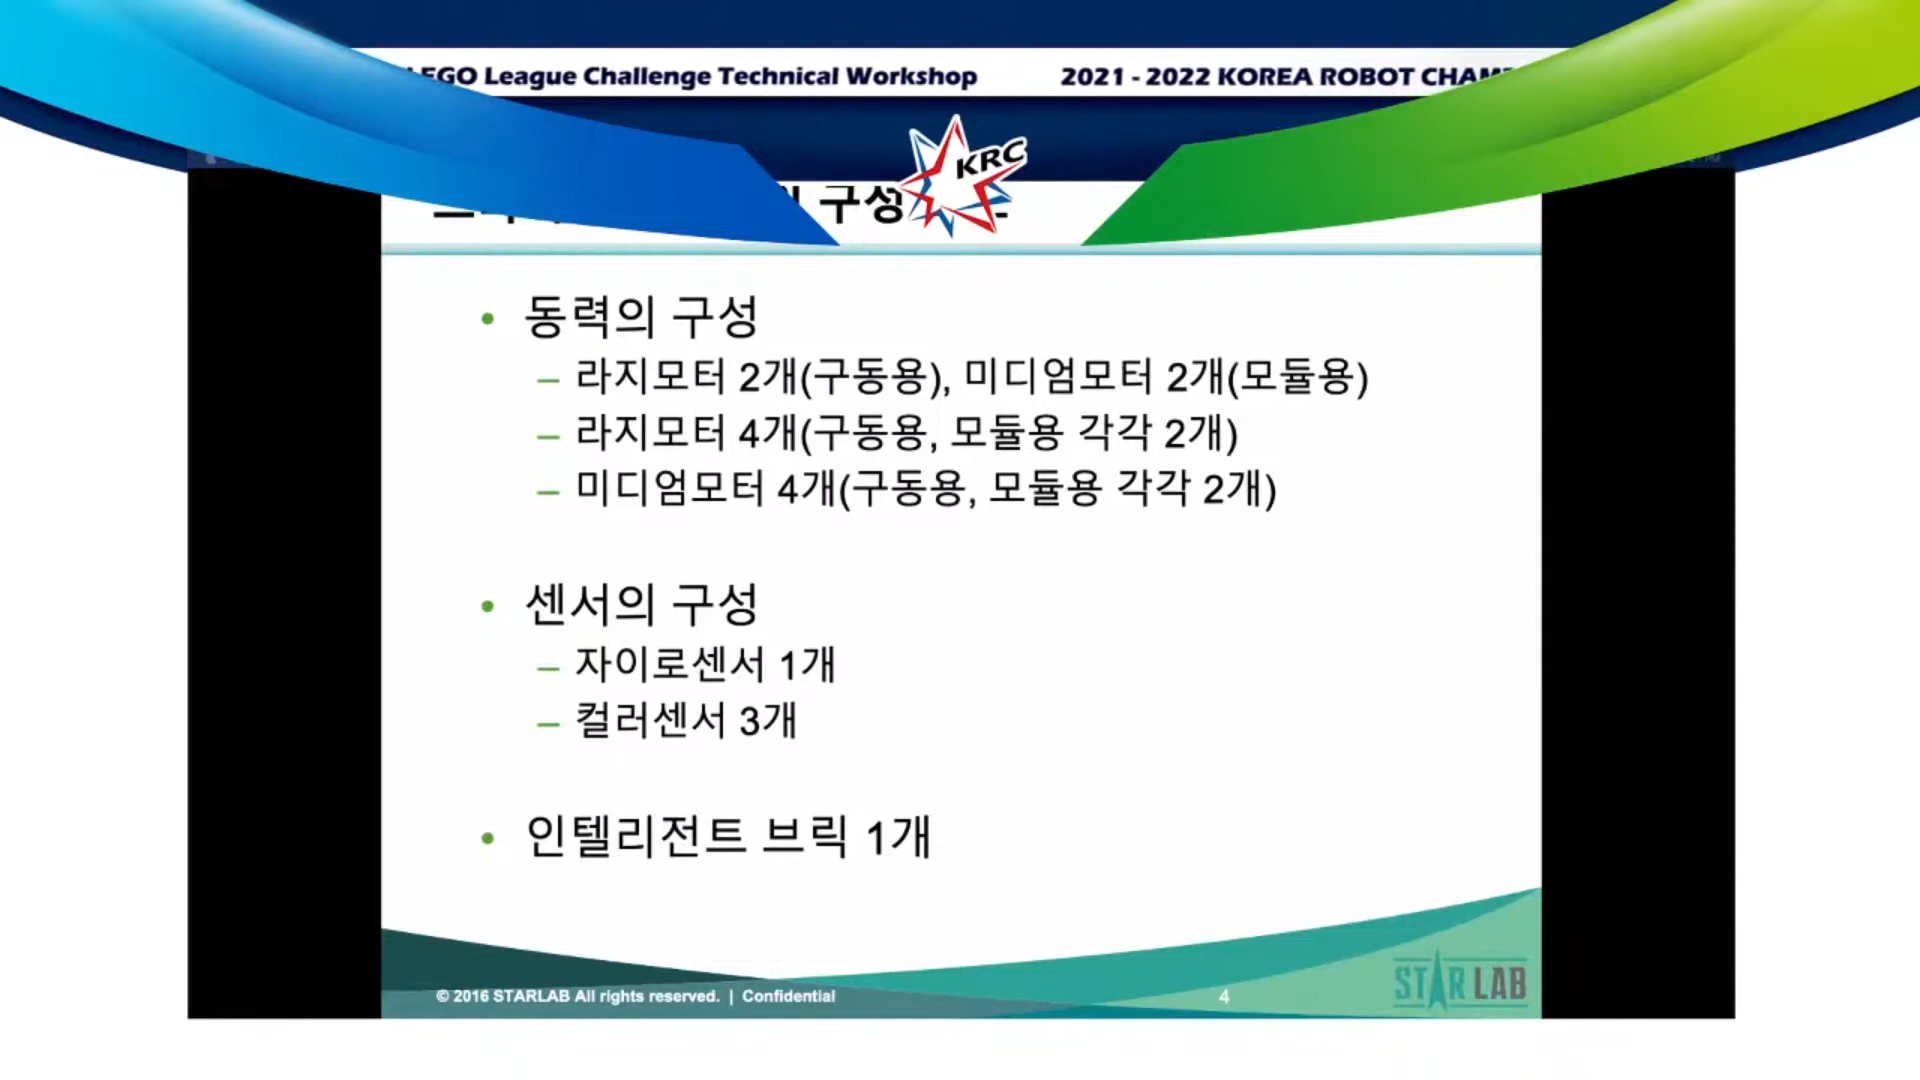 LEGO League Challenge Technical Workshop 2021 - 2022 KOREA ROBOT
KRC
구성
• 동력의 구성
– 라지모터 2개(구동용), 미디엄모터 2개(모듈용)
– 라지모터 4개(구동용, 모듈용 각각 2개)
– 미디엄모터 4개(구동용, 모듈용 각각 2개)
• 센서의 구성
– 자이로센서 1개
– 컬러센서 3개
• 인텔리전트 브릭 1개
© 2016 STARLAB All rights reserved. | Confidential
4
STAR LAB